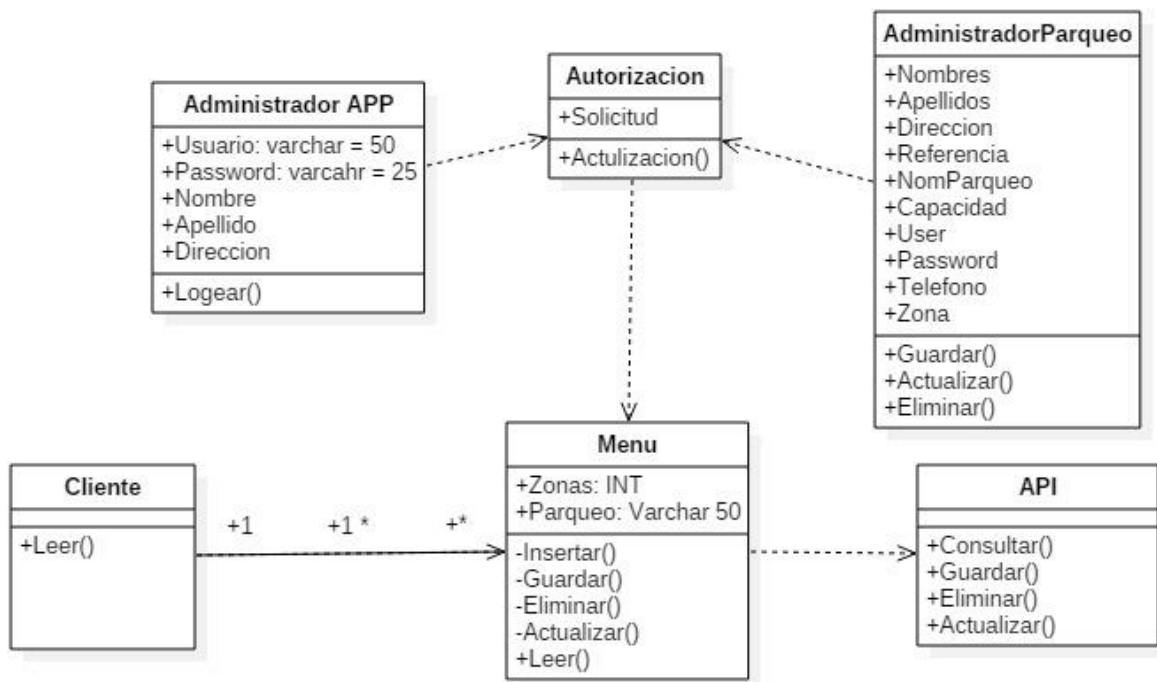 Administrador APP
+Usuario: varchar = 50
+Password: varcahr = 25
+Nombre
+Apellido
+Direccion
+Logear()
Autorizacion
+Solicitud
+Actulizacion()
AdministradorParqueo
+Nombres
+Apellidos
+Direccion
+Referencia
+NomParqueo
+Capacidad
+User
+Password
+Telefono
+Zona
+Guardar()
+Actualizar()
+Eliminar()
Cliente
+Leer()
+1 +1 * +*
Menu
+Zonas: INT
+Parqueo: Varchar 50
-Insertar()
-Guardar()
-Eliminar()
-Actualizar()
+Leer()
API
+Consultar()
+Guardar()
+Eliminar()
+Actualizar()